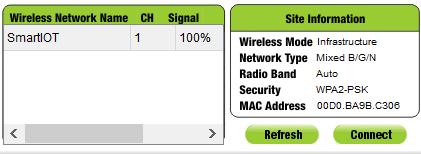 Wireless Network Name CH Signal
SmartIOT 1 100%
Site Information
Wireless Mode Infrastructure
Network Type Mixed B/G/N
Radio Band Auto
Security WPA2-PSK
MAC Address 00D0.BA9B.C306
Refresh Connect